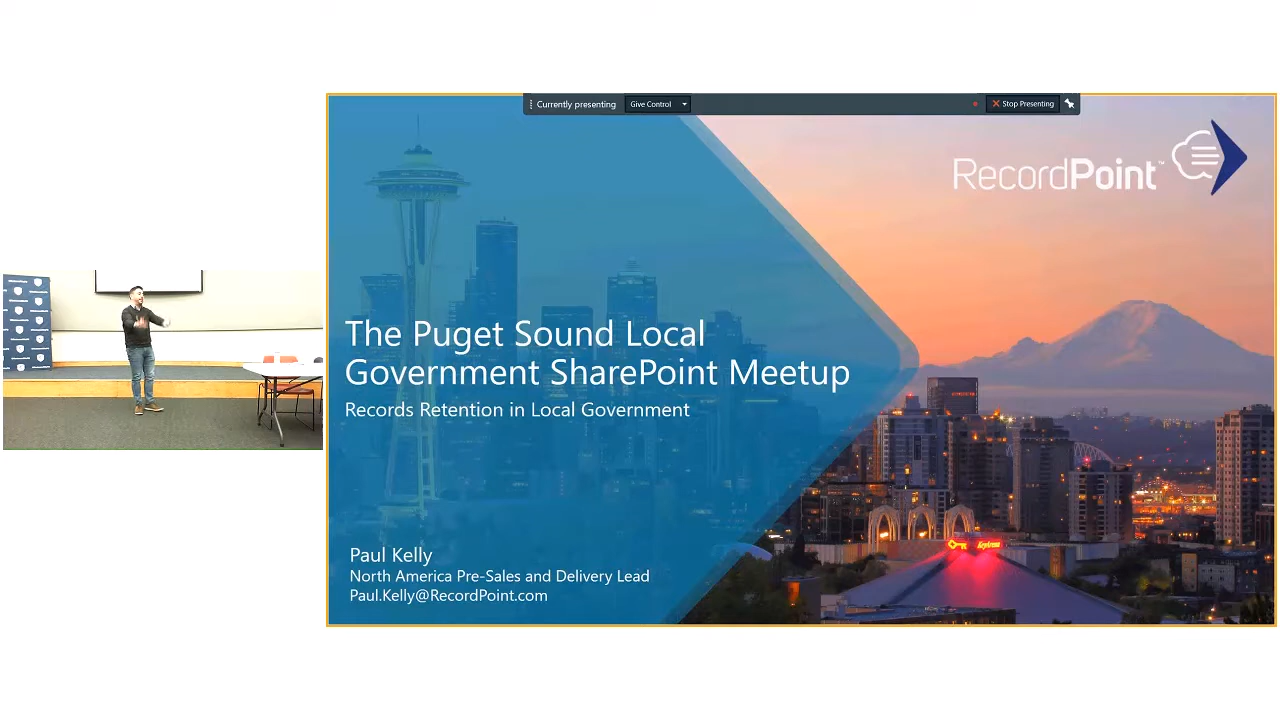 Currently presenting
Give Control
Stop Presenting
RecordPoint™
The Puget Sound Local
Government SharePoint Meetup
Records Retention in Local Government
Paul Kelly
North America Pre-Sales and Delivery Lead
Paul.Kelly@RecordPoint.com